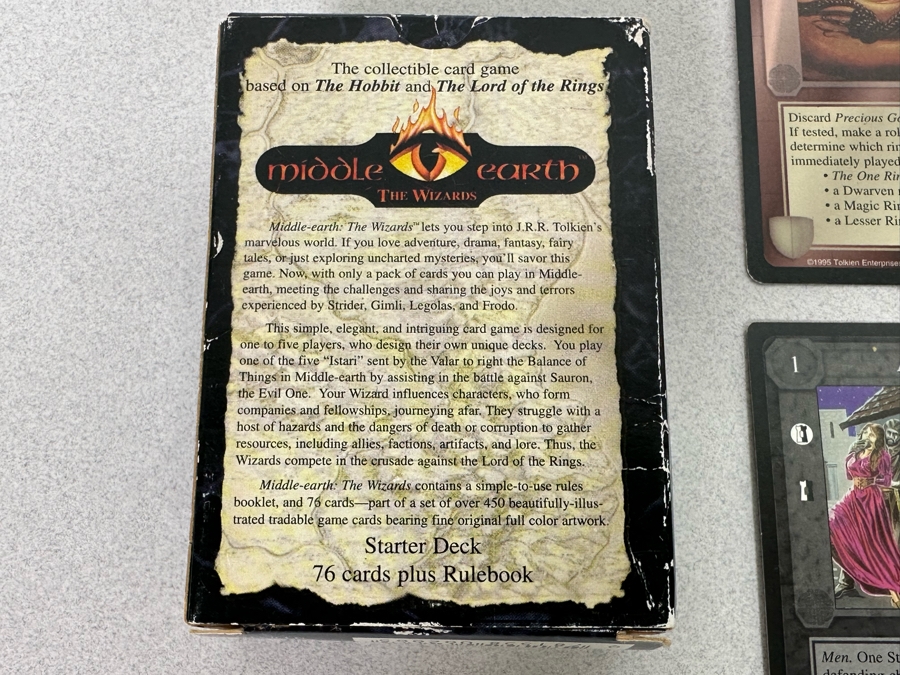 The collectible card game
based on The Hobbit and The Lord of the Rings
middle earth™
THE WIZARDS
Middle-earth: The Wizards™ lets you step into J.R.R. Tolkien's
marvelous world. If you love adventure, drama, fantasy, fairy
tales, or just exploring uncharted mysteries, you'll savor this
game. Now, with only a pack of cards you can play in Middle-
earth, meeting the challenges and sharing the joys and terrors
experienced by Strider, Gimli, Legolas, and Frodo.
This simple, elegant, and intriguing card game is designed for
one to five players, who design their own unique decks. You play
one of the five "Istari" sent by the Valar to right the Balance of
Things in Middle-earth by assisting in the battle against Sauron,
the Evil One. Your Wizard influences characters, who form
companies and fellowships, journeying afar. They struggle with a
host of hazards and the dangers of death or corruption to gather
resources, including allies, factions, artifacts, and lore. Thus, the
Wizards compete in the crusade against the Lord of the Rings.
Middle-earth: The Wizards contains a simple-to-use rules
booklet, and 76 cards—part of a set of over 450 beautifully-illus-
trated tradable game cards bearing fine original full color artwork.
Starter Deck
76 cards plus Rulebook
Discard Precious
If tested, make a
determine which
immediately played
• The One
• a Dwarven
• a Magic
• a Lesser
©1995 Tolkien
1
Men. One